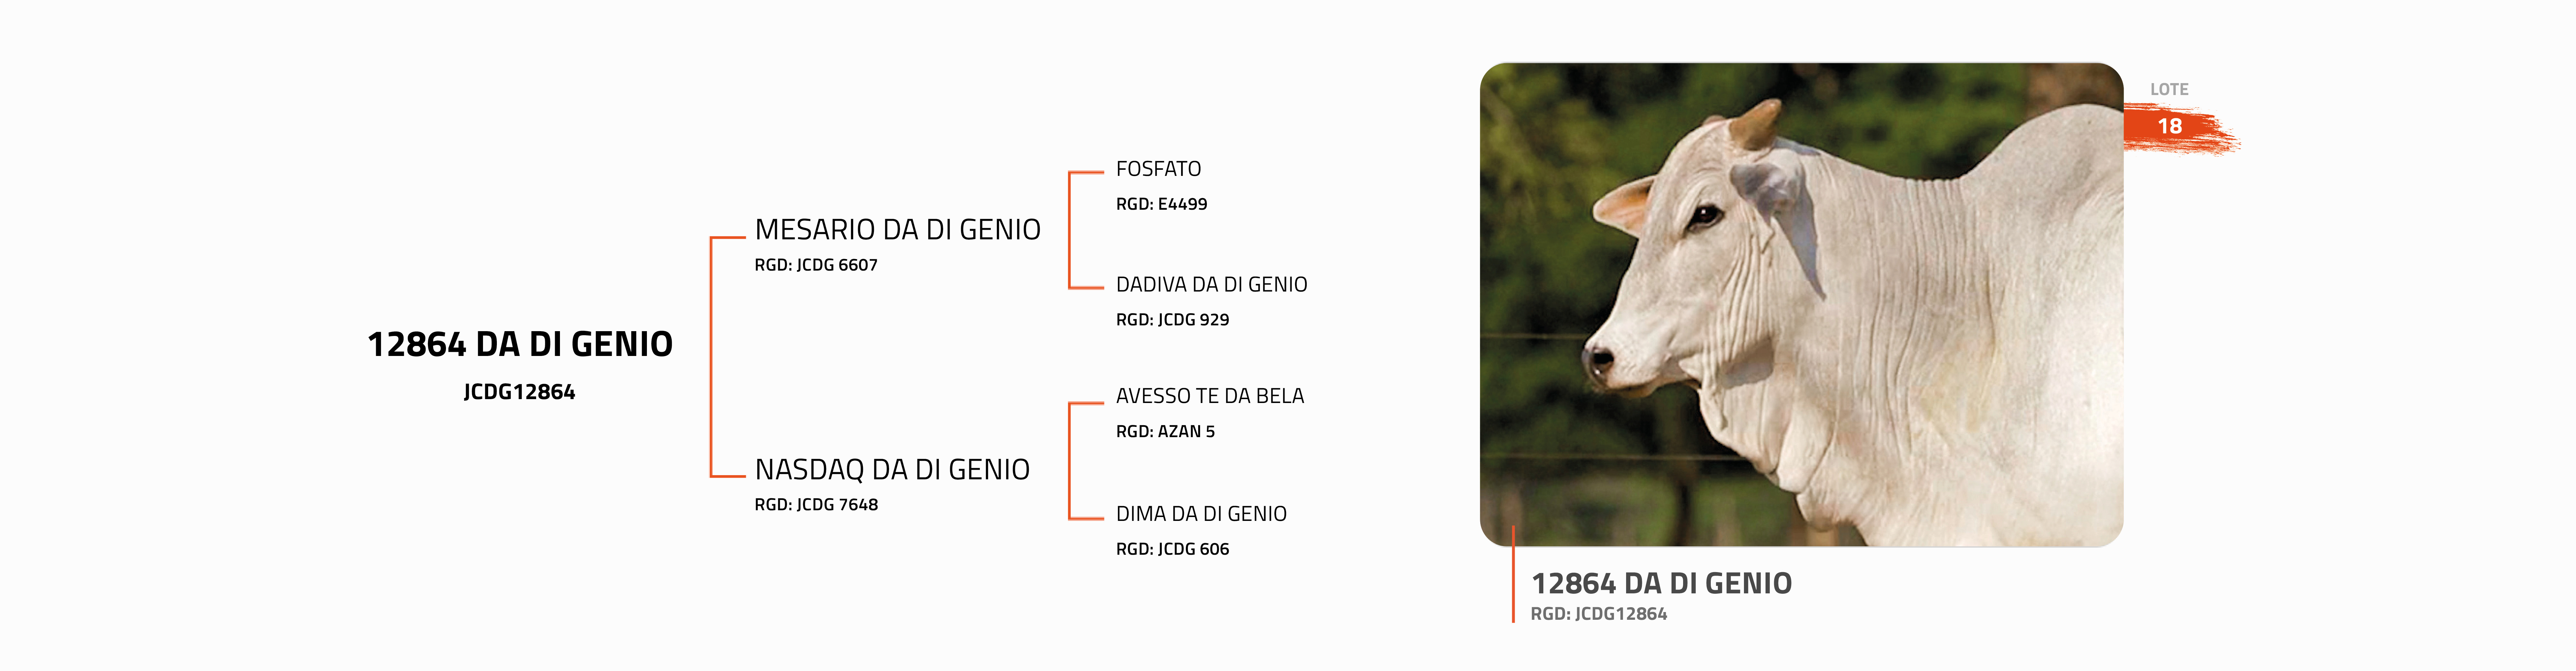 12864 DA DI GENIO
JCDG12864
MESARIO DA DI GENIO
RGD: JCDG 6607
NASDAQ DA DI GENIO
RGD: JCDG 7648
FOSFATO
RGD: E4499
DADIVA DA DI GENIO
RGD: JCDG 929
AVESSO TE DA BELA
RGD: AZAN 5
DIMA DA DI GENIO
RGD: JCDG 606
LOTE
18
12864 DA DI GENIO
RGD: JCDG12864